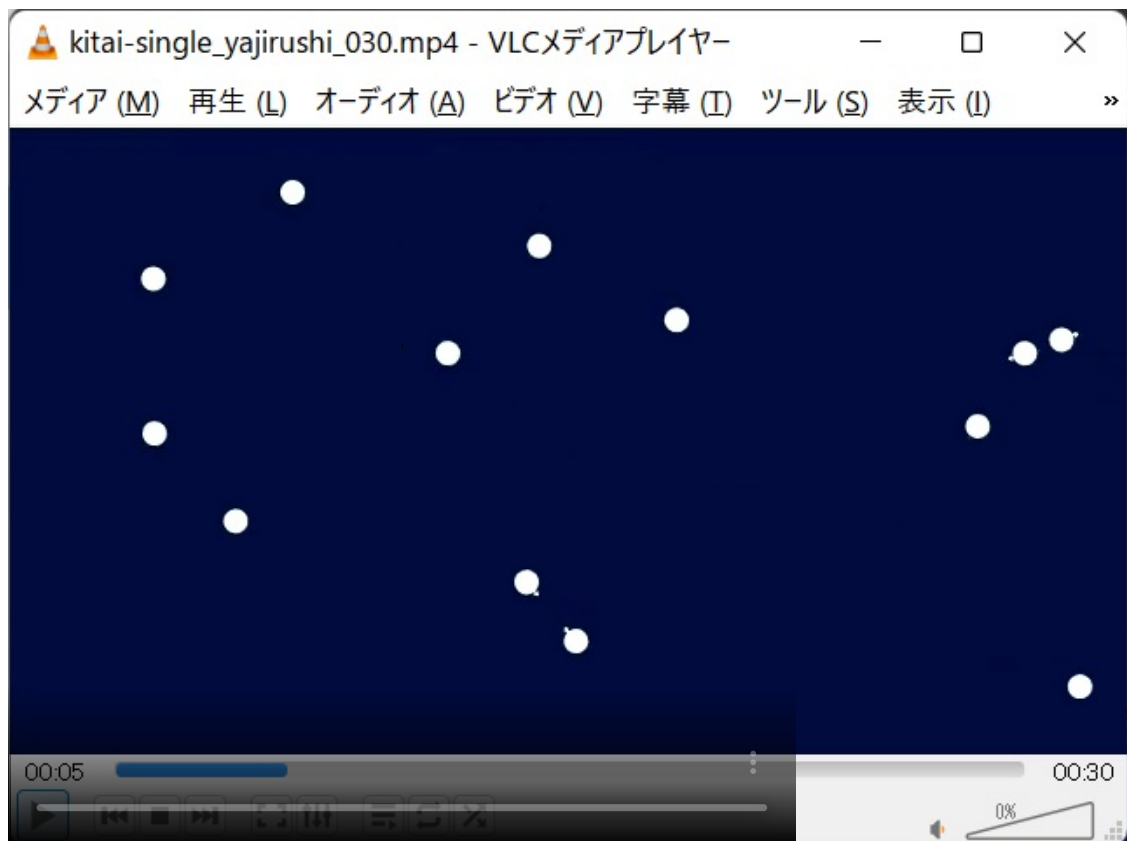 kitai-single_yajirushi_030.mp4 - VLCメディアプレイヤー
メディア (M) 再生 (L) オーディオ (A) ビデオ (V) 字幕 (T) ツール (S) 表示 (I) »
00:05 00:30
0%